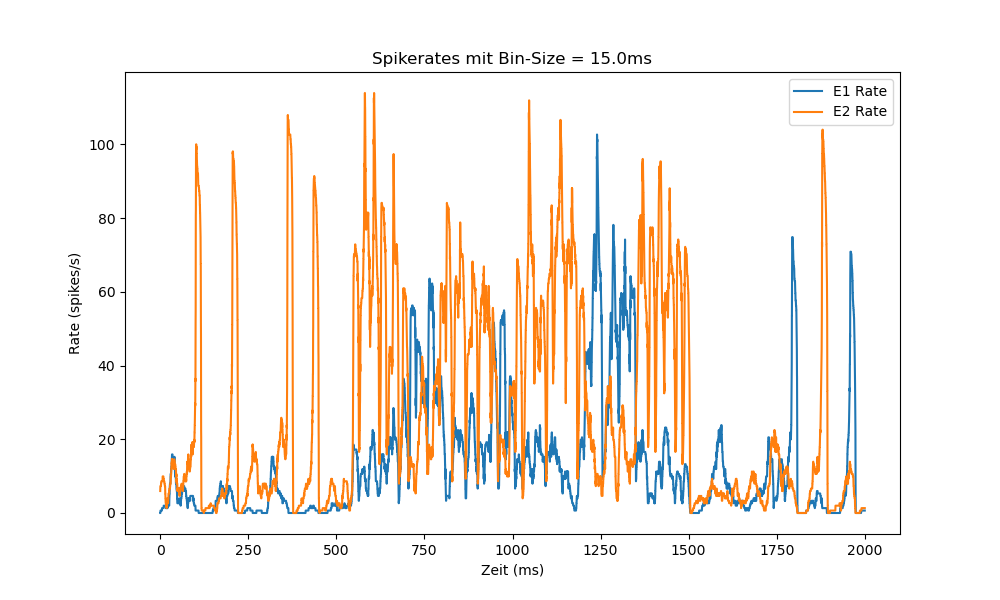 Spikerates mit Bin-Size = 15.0ms
E1 Rate
E2 Rate
100
80
60
40
20
0
Rate (spikes/s)
0 250 500 750 1000 1250 1500 1750 2000
Zeit (ms)